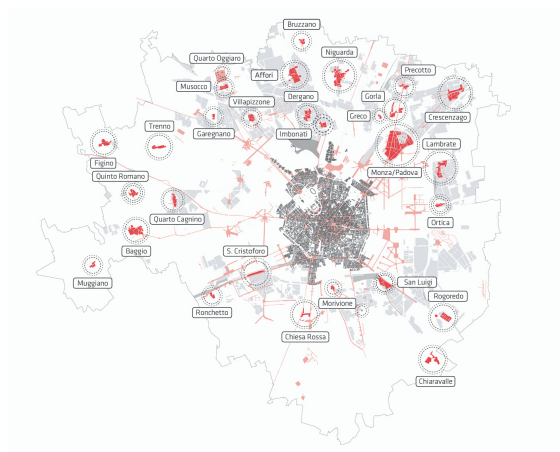 Bruzzano
Niguarda
Quarto Oggiaro
Affori
Precotto
Musocco
Dergano
Gorla
Villapizzone
Greco
Crescenzago
Trenno
Garegnano
Imbonati
Lambrate
Figino
Monza/Padova
Quinto Romano
Quarto Cagnino
Ortica
Baggio
S. Cristoforo
Muggiano
San Luigi
Morivione
Rogoredo
Ronchetto
Chiesa Rossa
Chiaravalle